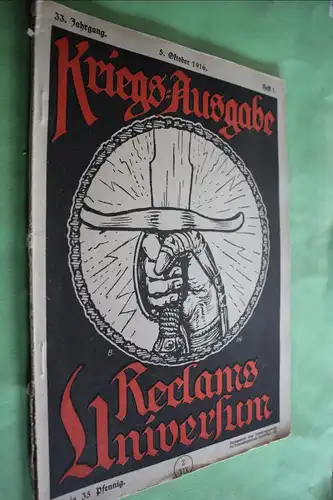 33. Jahrgang.
5. Oktober 1916.
Heft 1.
Kriegs-Ausgabe
B
Reclams
Universum
35 Pfennig.